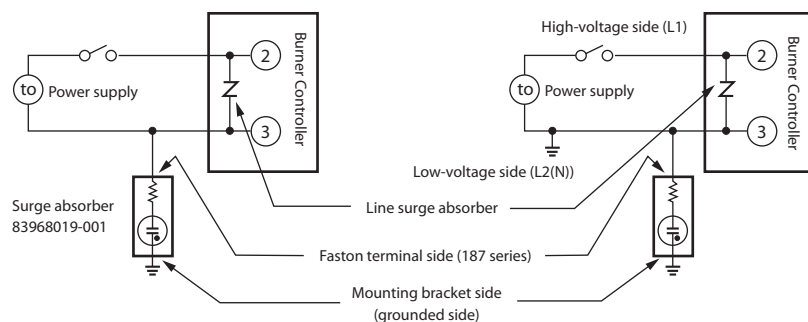 2
to
Power supply
3
Burner Controller
Surge absorber
83968019-001
High-voltage side (L1)
2
to
Power supply
3
Burner Controller
Low-voltage side (L2(N))
Line surge absorber
Faston terminal side (187 series)
Mounting bracket side
(grounded side)